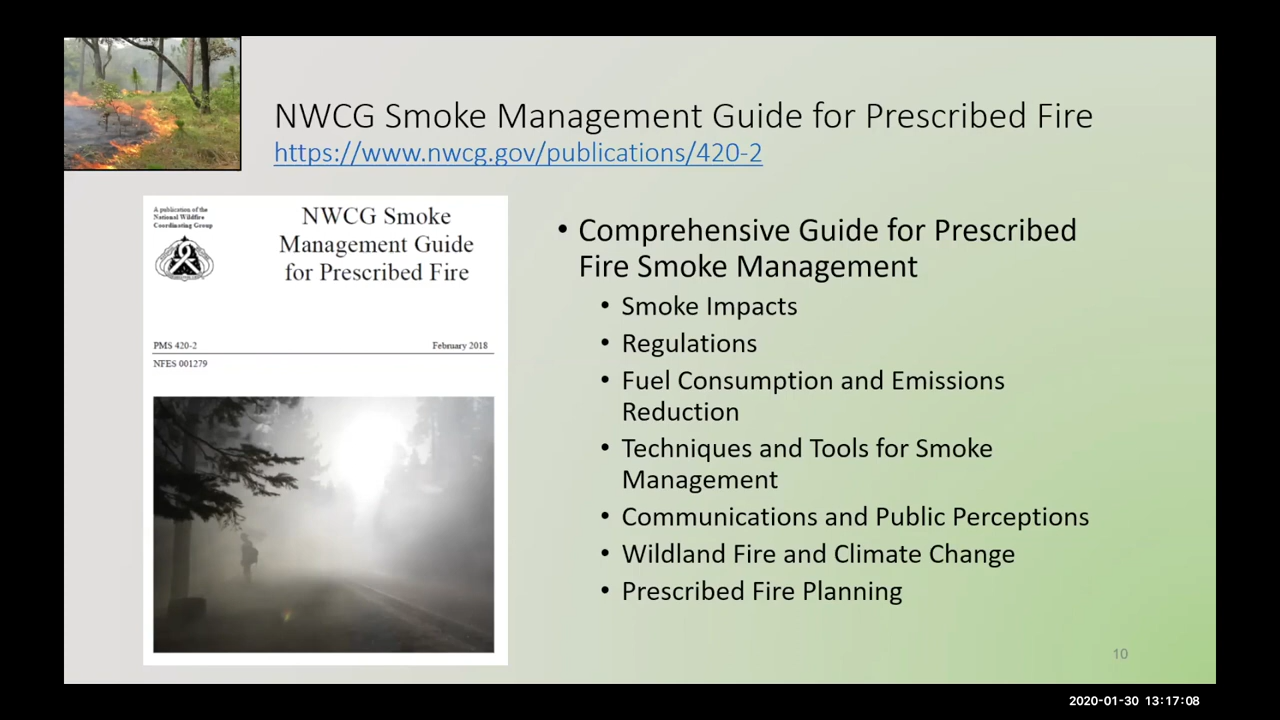 NWCG Smoke Management Guide for Prescribed Fire
https://www.nwcg.gov/publications/420-2
A publication of the
National Wildfire
Coordinating Group
NWCG Smoke
Management Guide
for Prescribed Fire
PMS 420-2
February 2018
NFES 001279
• Comprehensive Guide for Prescribed
Fire Smoke Management
• Smoke Impacts
• Regulations
• Fuel Consumption and Emissions
Reduction
• Techniques and Tools for Smoke
Management
• Communications and Public Perceptions
• Wildland Fire and Climate Change
• Prescribed Fire Planning
10
2020-01-30 13:17:08